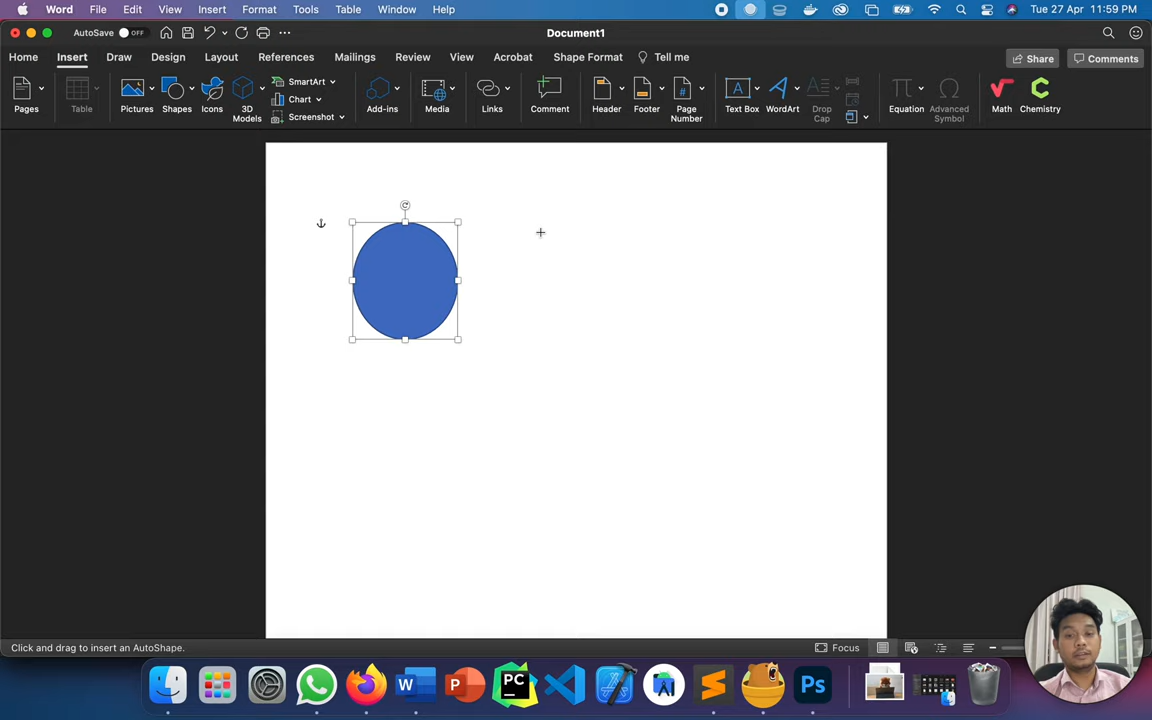 Word File Edit View Insert Format Tools Table Window Help Tue 27 Apr 11:59 PM
AutoSave OFF Document1
Home Insert Draw Design Layout References Mailings Review View Acrobat Shape Format Tell me Share Comments
Pages
Table
Pictures
Shapes
Icons
3D
Models
SmartArt
Chart
Screenshot
Add-ins
Media
Links
Comment
Header
Footer
Page
Number
Text Box
WordArt
Drop
Cap
Equation
Advanced
Symbol
Math
Chemistry
Click and drag to insert an AutoShape. Focus
W P PC Ps